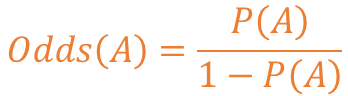 Odds(A) = P(A) / 1 − P(A)